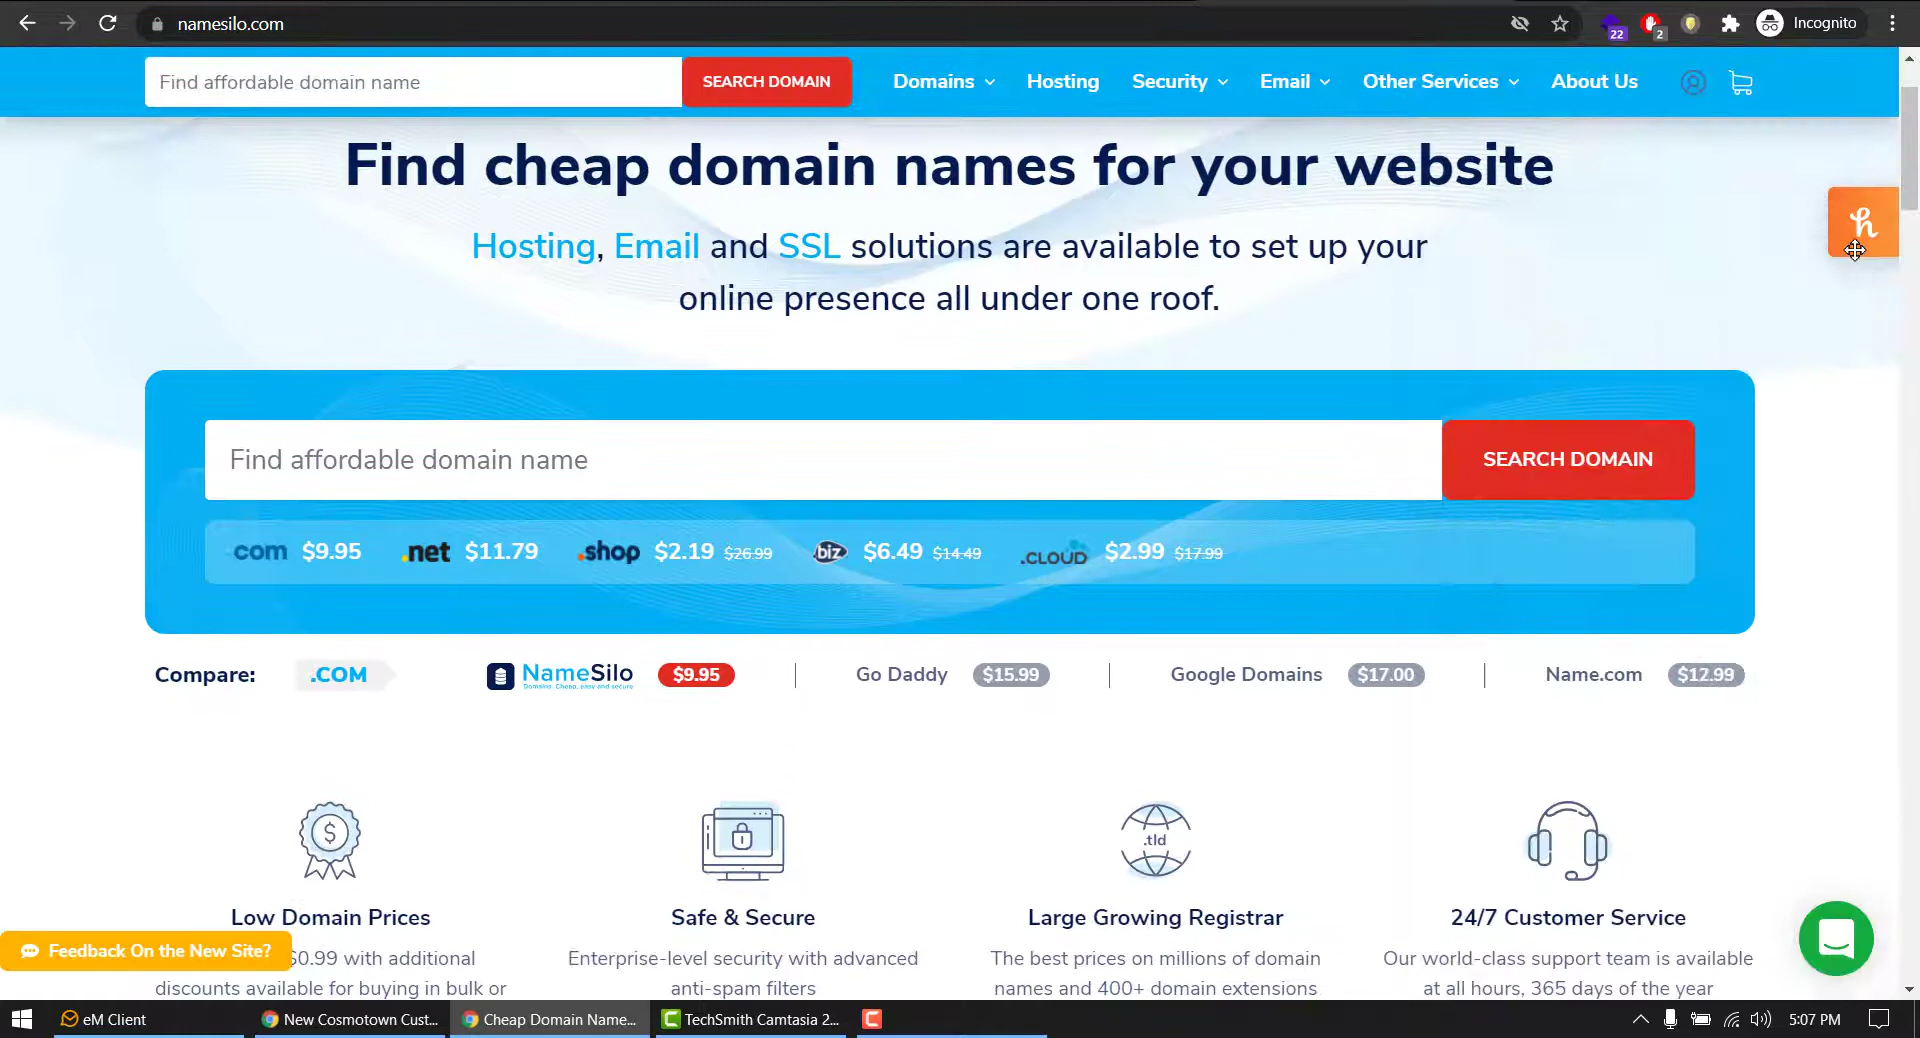 namesilo.com
22
2
Incognito
Find affordable domain name
SEARCH DOMAIN
Domains
Hosting
Security
Email
Other Services
About Us
Find cheap domain names for your website
Hosting, Email and SSL solutions are available to set up your
online presence all under one roof.
h
Find affordable domain name
SEARCH DOMAIN
com $9.95 .net $11.79 .shop $2.19 $26.99 .biz $6.49 $14.49 .CLOUD $2.99 $17.99
Compare: .COM NameSilo $9.95 Go Daddy $15.99 Google Domains $17.00 Name.com $12.99
Domains. Cheap, easy and secure
$
.tld
Low Domain Prices
Safe & Secure
Large Growing Registrar
24/7 Customer Service
Feedback On the New Site?
$0.99 with additional
discounts available for buying in bulk or
Enterprise-level security with advanced
anti-spam filters
The best prices on millions of domain
names and 400+ domain extensions
Our world-class support team is available
at all hours, 365 days of the year
eM Client
New Cosmotown Cust...
Cheap Domain Name...
TechSmith Camtasia 2...
5:07 PM